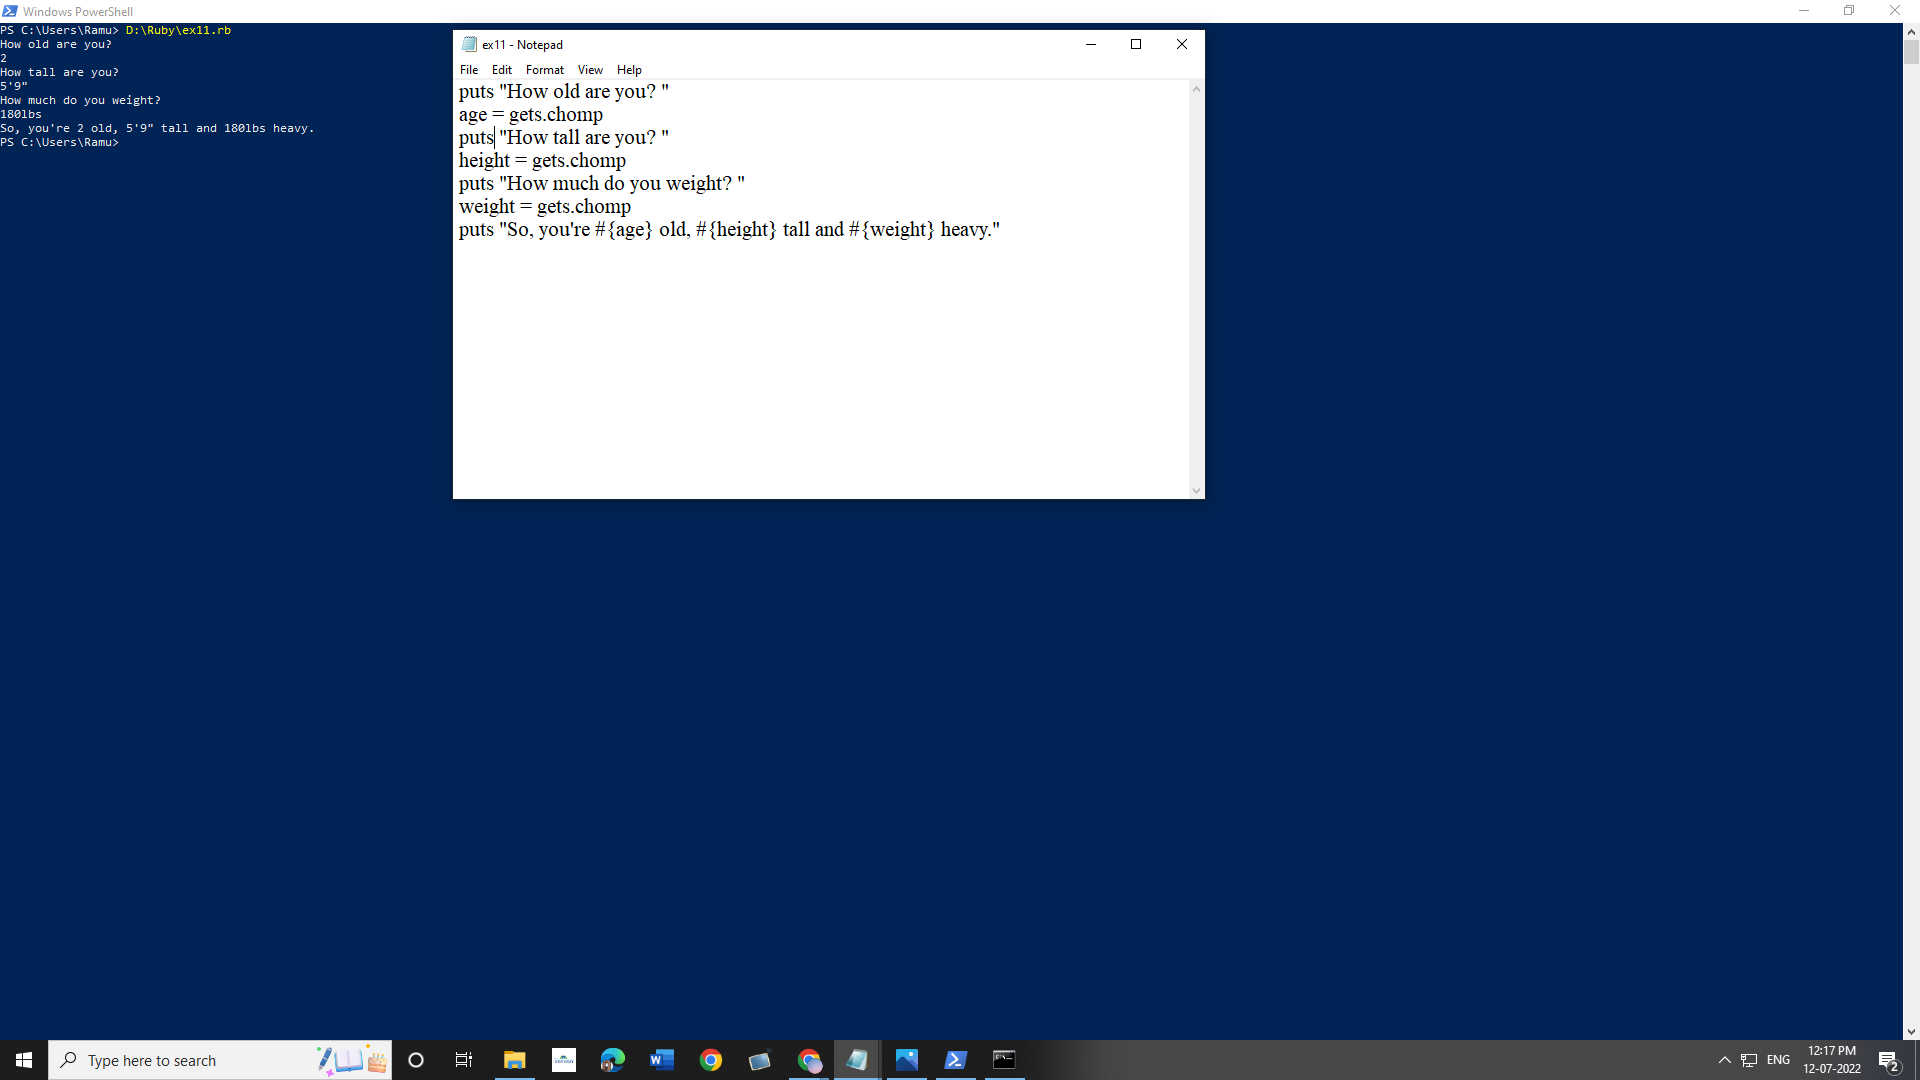 Windows PowerShell
PS C:\Users\Ramu> D:\Ruby\ex11.rb
How old are you?
2
How tall are you?
5'9"
How much do you weight?
180lbs
So, you're 2 old, 5'9" tall and 180lbs heavy.
PS C:\Users\Ramu>
ex11 - Notepad
File Edit Format View Help
puts "How old are you? "
age = gets.chomp
puts "How tall are you? "
height = gets.chomp
puts "How much do you weight? "
weight = gets.chomp
puts "So, you're #{age} old, #{height} tall and #{weight} heavy."
Type here to search
ENG
12:17 PM
12-07-2022
2